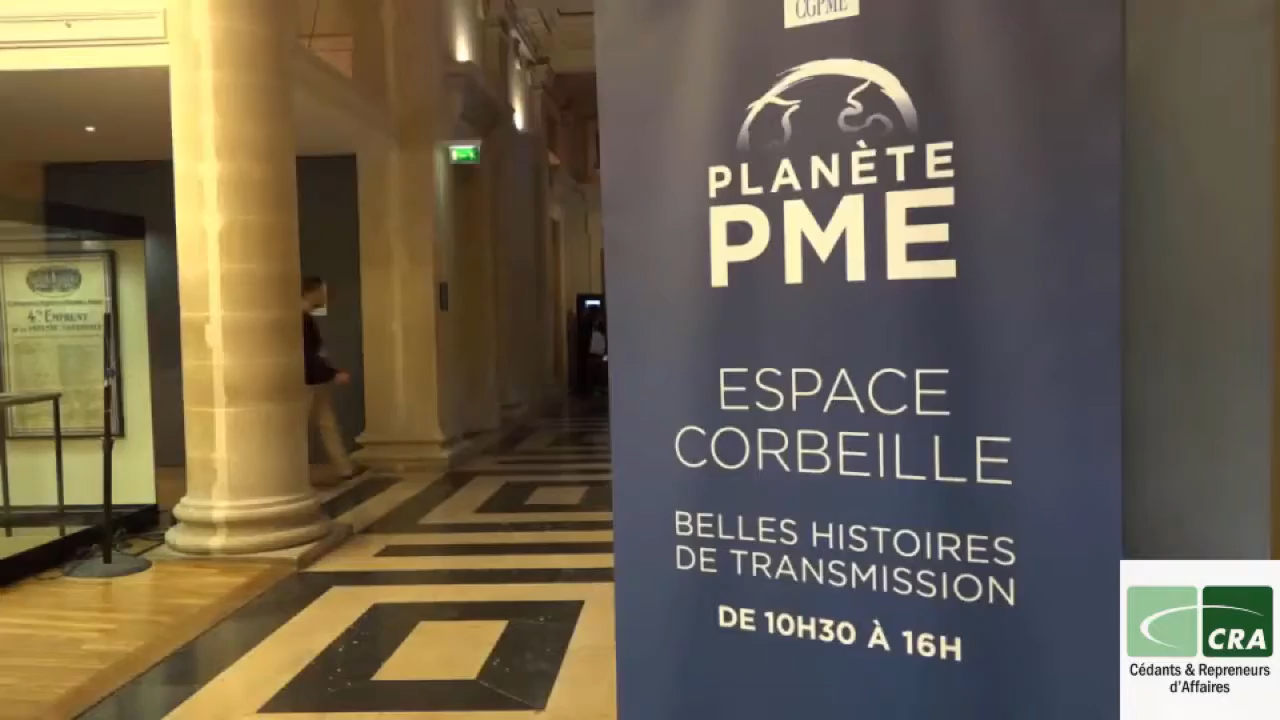 CGPME
PLANÈTE
PME
ESPACE
CORBEILLE
BELLES HISTOIRES
DE TRANSMISSION
DE 10H30 À 16H
4e EMPRUNT
CRA
Cédants & Repreneurs
d'Affaires